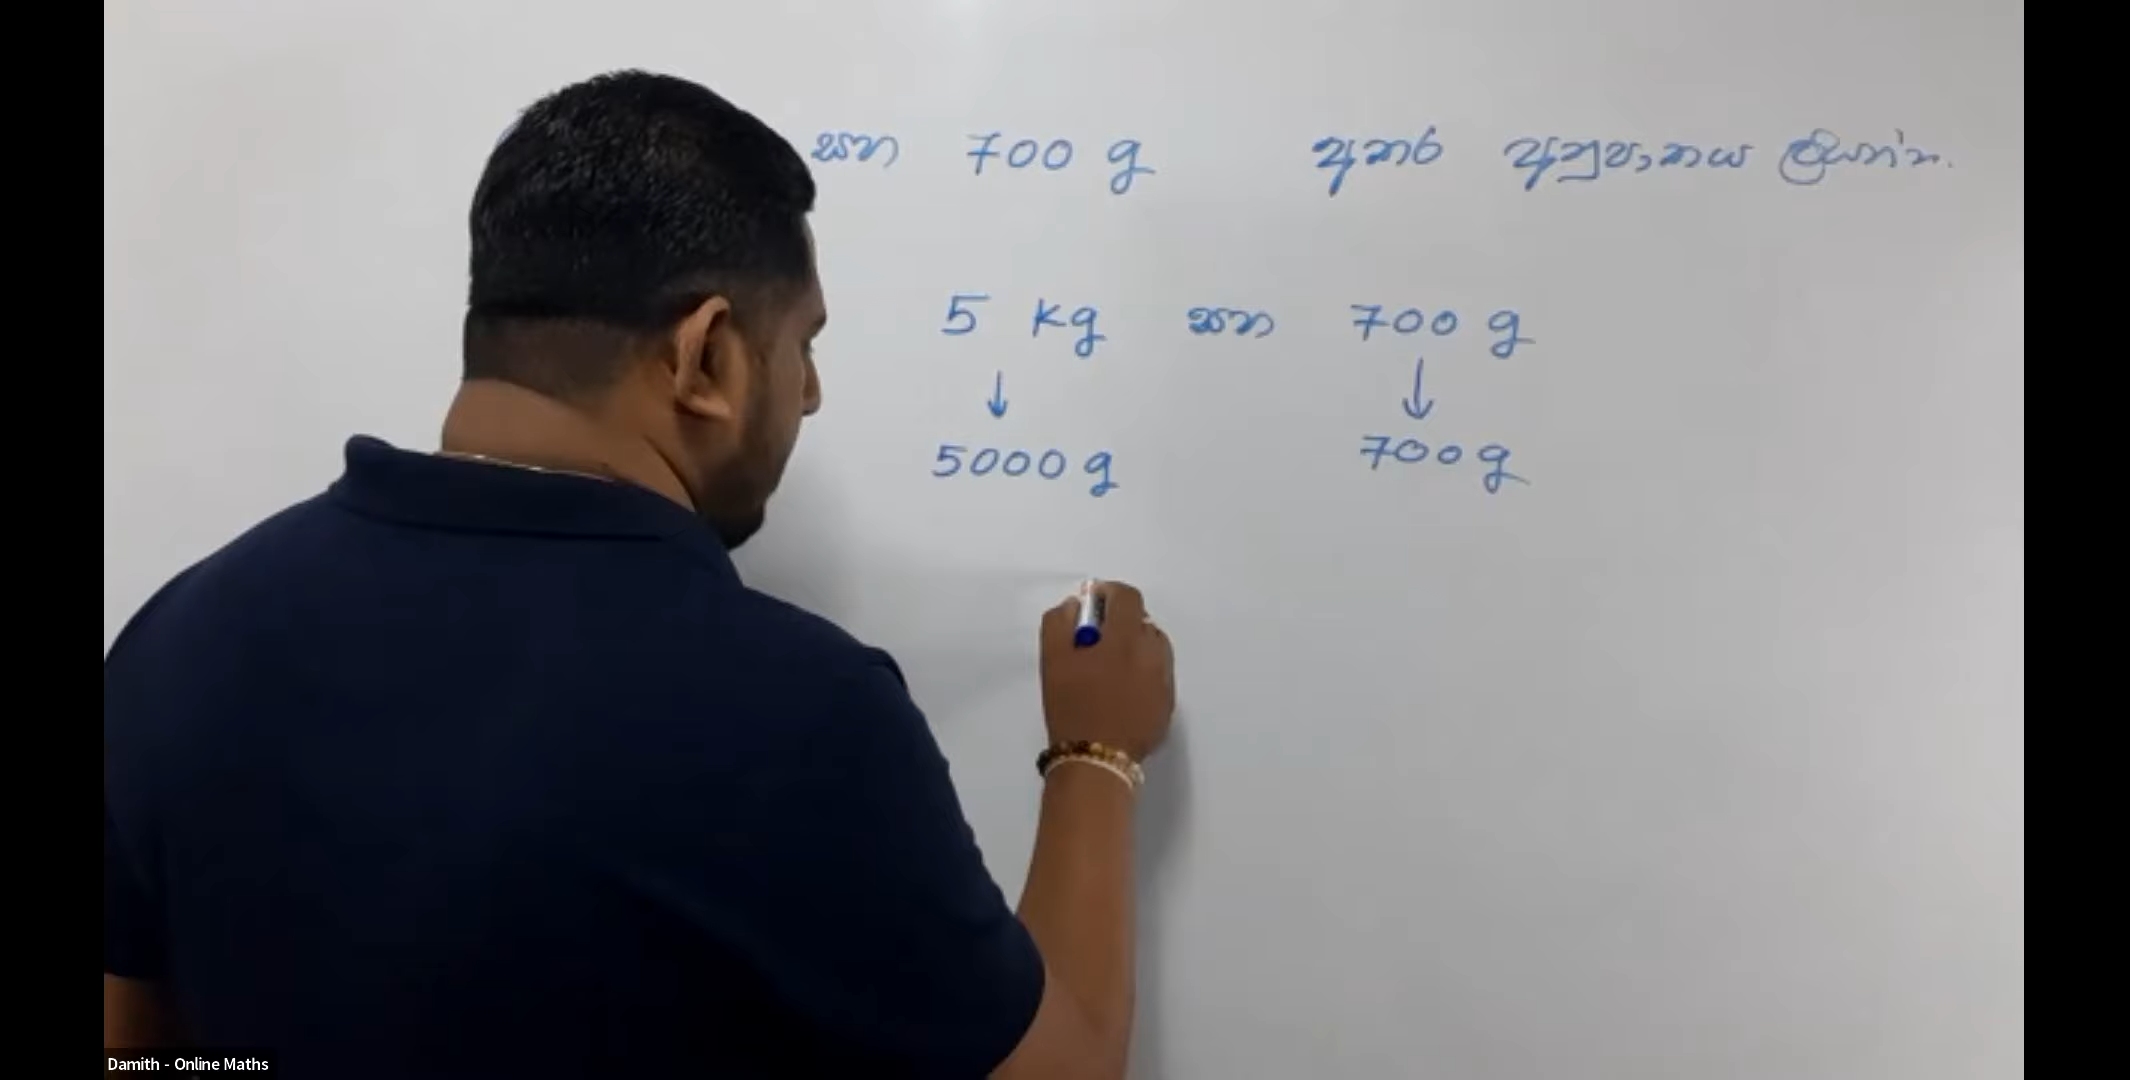 සහ 700 g අතර අනුපාතය ලියන්න.
5 kg සහ 700 g
↓ ↓
5000 g 700 g
Damith - Online Maths